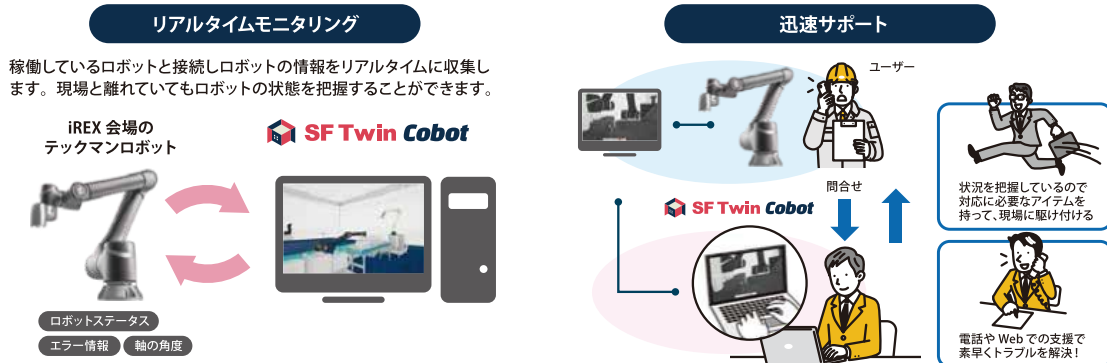 リアルタイムモニタリング
稼働しているロボットと接続しロボットの情報をリアルタイムに収集し
ます。現場と離れていてもロボットの状態を把握することができます。
iREX 会場の
テックマンロボット
SF Twin Cobot
ロボットステータス
エラー情報
軸の角度
迅速サポート
ユーザー
問合せ
SF Twin Cobot
状況を把握しているので
対応に必要なアイテムを
持って、現場に駆け付ける
電話や Web での支援で
素早くトラブルを解決!